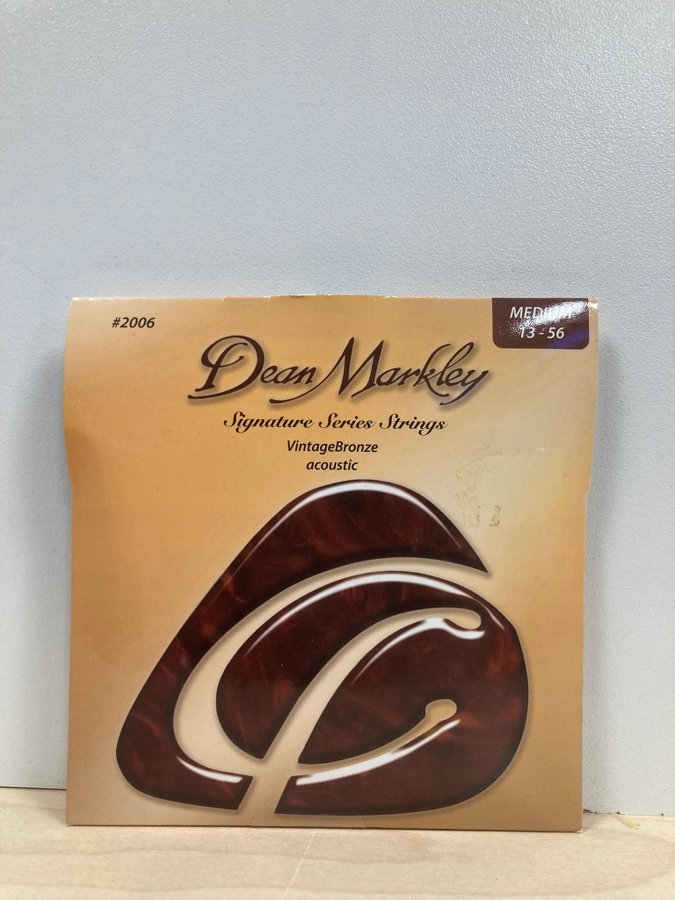 #2006
MEDIUM
13 - 56
Dean Markley
Signature Series Strings
VintageBronze
acoustic